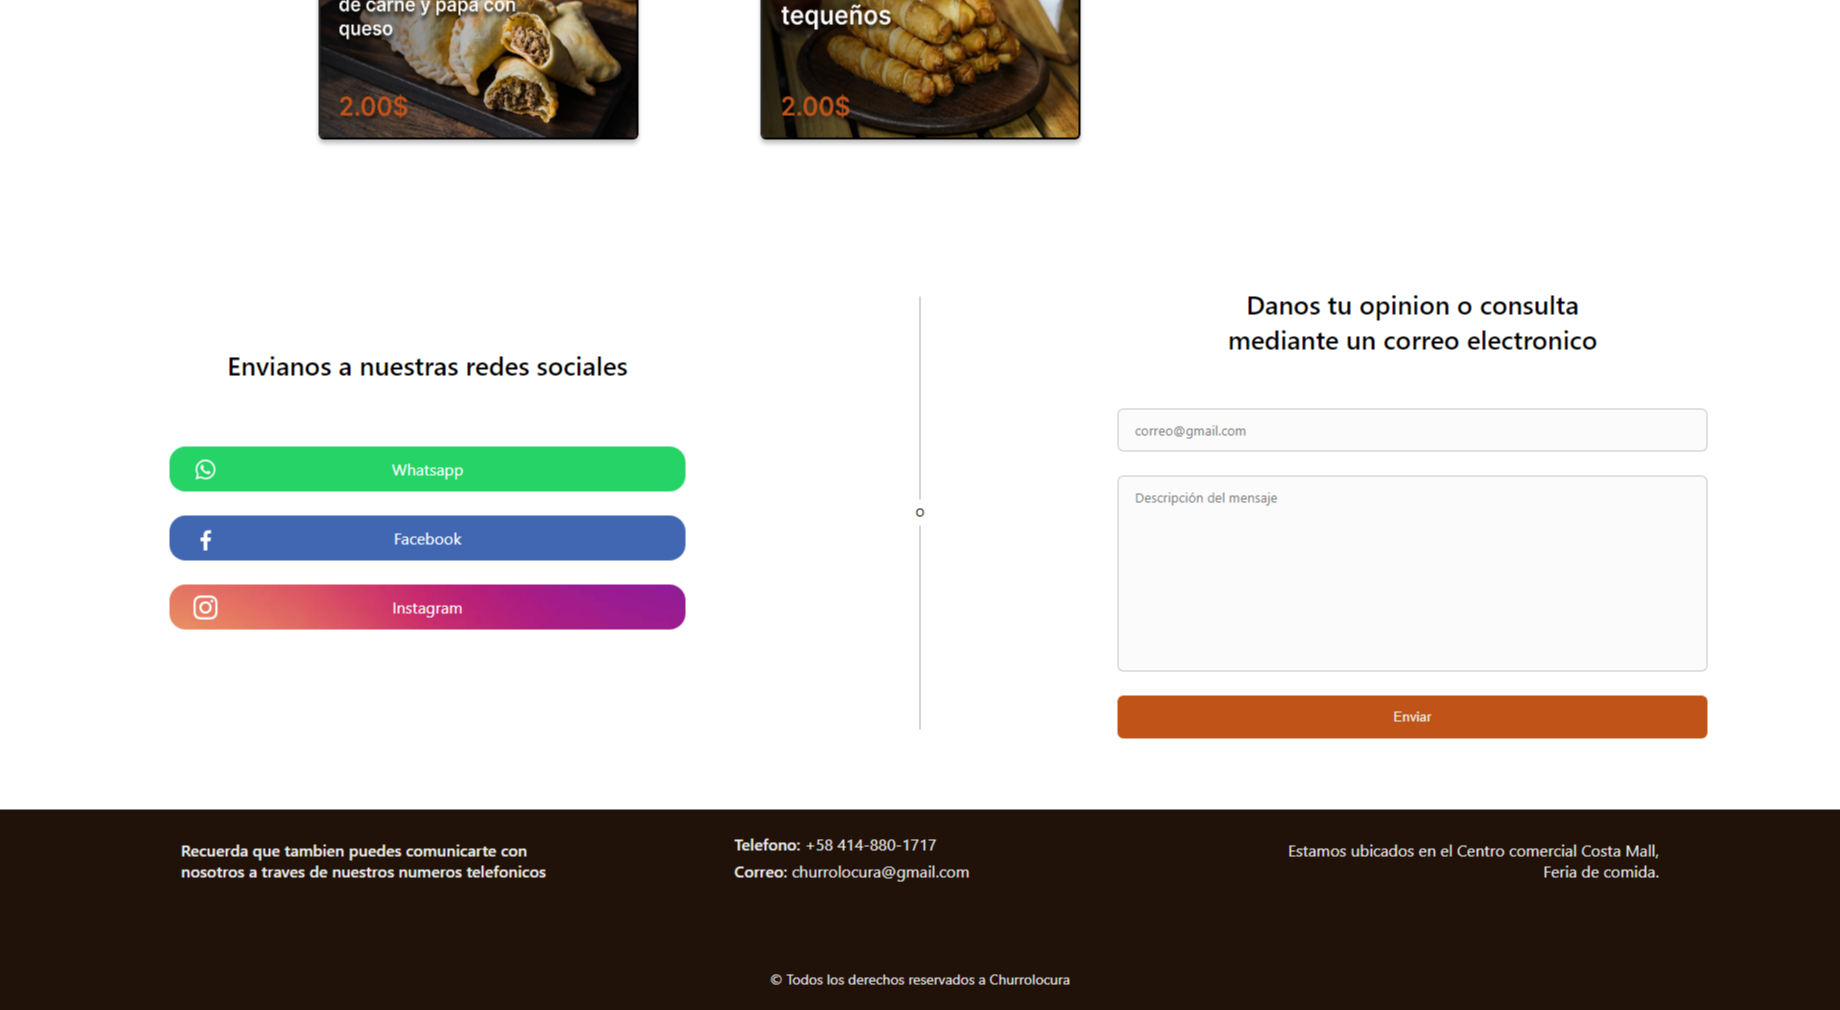 de carne y papa con
queso
2.00$
tequeños
2.00$
Envianos a nuestras redes sociales
Whatsapp
Facebook
Instagram
o
Danos tu opinion o consulta
mediante un correo electronico
correo@gmail.com
Descripción del mensaje
Enviar
Recuerda que tambien puedes comunicarte con
nosotros a traves de nuestros numeros telefonicos
Telefono: +58 414-880-1717
Correo: churrolocura@gmail.com
Estamos ubicados en el Centro comercial Costa Mall,
Feria de comida.
© Todos los derechos reservados a Churrolocura